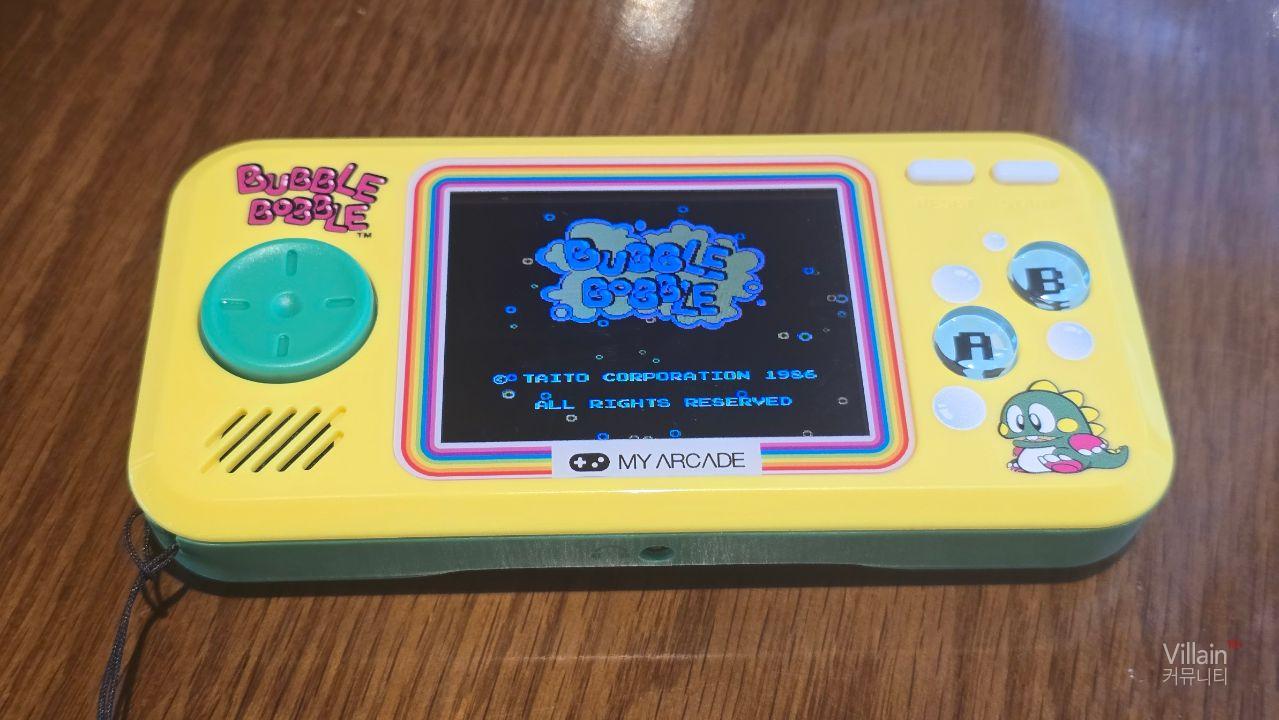 BUBBLE
BOBBLE
TM
BUBBLE
BOBBLE
© TAITO CORPORATION 1986
ALL RIGHTS RESERVED
MY ARCADE
B
A
Villain
커뮤니티